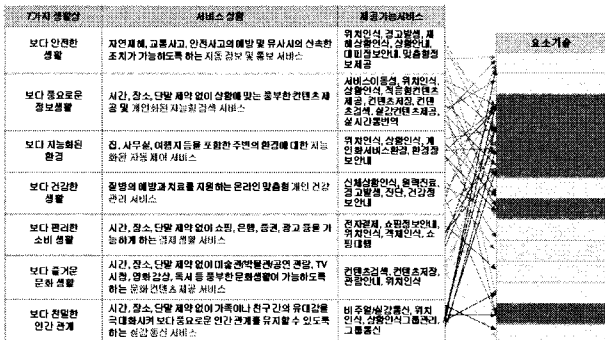 7가지 생활상
서비스 상황
제공가능서비스
요소기술
보다 안전한
생활
자연재해, 교통사고, 안전사고의 예방 및 유사시의 신속한
조치가 가능하도록 하는 자동 경보 및 통보 서비스
위치인식, 경고발생, 재
해상황인식, 상황안내,
대피정보안내, 맞춤형정
보제공
보다 풍요로운
정보생활
시간, 장소, 단말 제약 없이 상황에 맞는 풍부한 컨텐츠 제
공 및 개인화된 지능형 검색 서비스
서비스이동성, 위치인식,
상황인식, 적응형컨텐츠
제공, 컨텐츠저장, 컨텐
츠검색, 실감컨텐츠제공,
실시간통번역
보다 지능화된
환경
집, 사무실, 여행지 등을 포함한 주변의 환경에 대한 지능
화된 자동 제어 서비스
위치인식, 상황인식, 개
인화서비스환경, 환경정
보안내
보다 건강한
생활
질병의 예방과 치료를 지원하는 온라인 맞춤형 개인 건강
관리 서비스
신체상황인식, 원격진료,
경고발생, 진단, 건강정
보안내
보다 편리한
소비 생활
시간, 장소, 단말 제약 없이 쇼핑, 은행, 증권, 광고 등을 가
능하게 하는 경제 생활 서비스
전자결제, 쇼핑정보안내,
위치인식, 객체인식, 쇼
핑대행
보다 즐거운
문화 생활
시간, 장소, 단말 제약 없이 미술관/박물관/공연 관람, TV
시청, 영화 감상, 독서 등 풍부한 문화생활이 가능하도록
하는 문화컨텐츠 제공 서비스
컨텐츠검색, 컨텐츠저장,
관람안내, 위치인식
보다 친밀한
인간 관계
시간, 장소, 단말 제약 없이 가족이나 친구간의 유대감을
극대화시켜 보다 풍요로운 인간 관계를 유지할 수 있도록
하는 실감 통신 서비스
비주얼/실감통신, 위치
인식, 상황인식그룹관리,
그룹통신